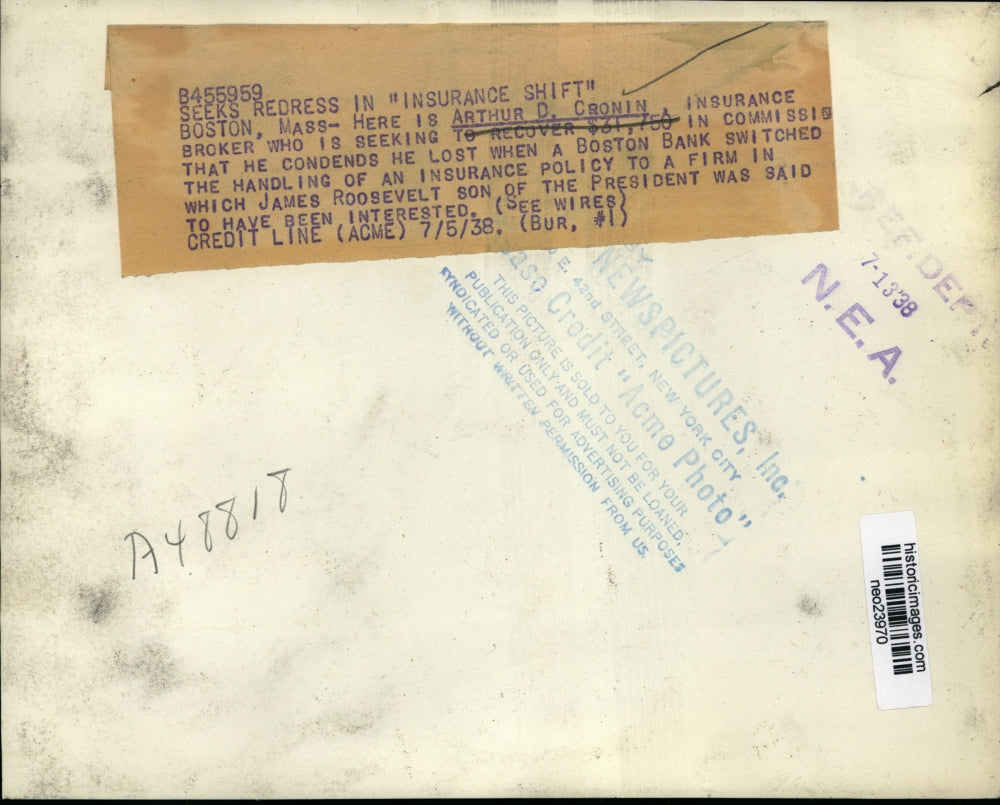 B455959
SEEKS REDRESS IN "INSURANCE SHIFT"
BOSTON, MASS- HERE IS ARTHUR D. CRONIN, INSURANCE
BROKER WHO IS SEEKING TO RECOVER $31,750 IN COMMISSIO
THAT HE CONDENDS HE LOST WHEN A BOSTON BANK SWITCHED
THE HANDLING OF AN INSURANCE POLICY TO A FIRM IN
WHICH JAMES ROOSEVELT SON OF THE PRESIDENT WAS SAID
TO HAVE BEEN INTERESTED. (SEE WIRES)
CREDIT LINE (ACME) 7/5/38. (BUR, #1)
REF. DEPT.
7-1338
N. E. A.
BY
NEWSPICTURES, Inc.
E. 42nd STREET, NEW YORK CITY
Credit "Acme Photo"
THIS PICTURE IS SOLD TO YOU FOR YOUR
PUBLICATION ONLY AND MUST NOT BE LOANED,
SYNDICATED OR USED FOR ADVERTISING PURPOSES
WITHOUT WRITTEN PERMISSION FROM US.
A48818
historicimages.com
neo23970